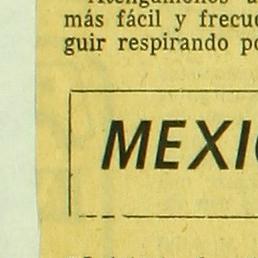 más fácil y frecue
guir respirando po
MEXI